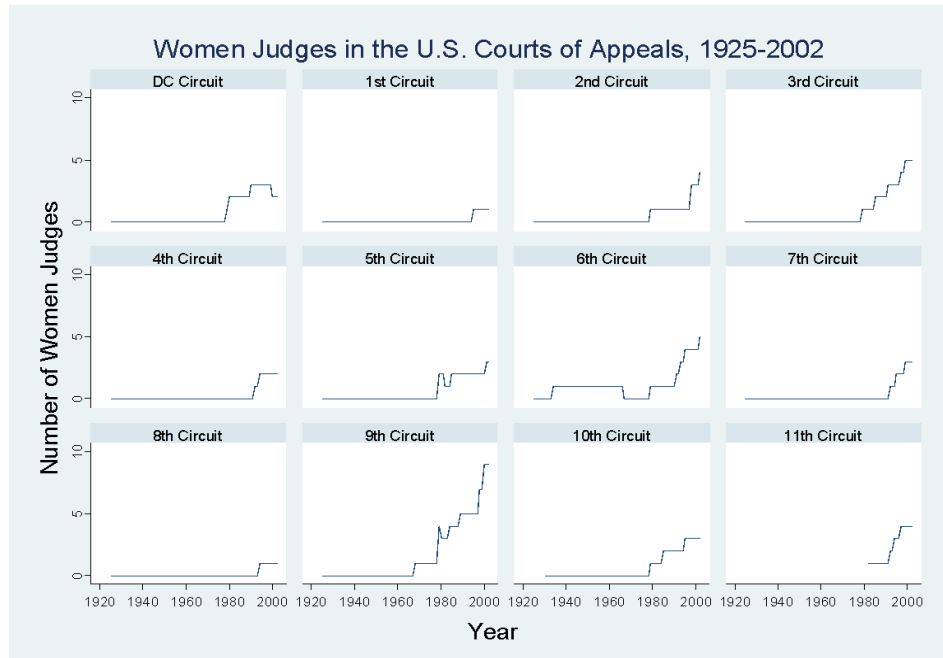 Women Judges in the U.S. Courts of Appeals, 1925-2002
DC Circuit 1st Circuit 2nd Circuit 3rd Circuit
10
5
0
4th Circuit 5th Circuit 6th Circuit 7th Circuit
10
5
0
8th Circuit 9th Circuit 10th Circuit 11th Circuit
10
5
0
1920 1940 1960 1980 2000 1920 1940 1960 1980 2000 1920 1940 1960 1980 2000 1920 1940 1960 1980 2000
Number of Women Judges
Year